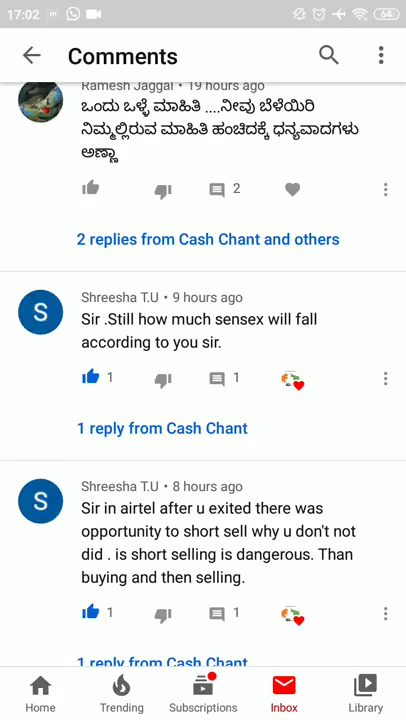 17:02
64
Comments
Ramesh Jaggal • 19 hours ago
ಒಂದು ಒಳ್ಳೆ ಮಾಹಿತಿ ....ನೀವು ಬೆಳೆಯಿರಿ
ನಿಮ್ಮಲ್ಲಿರುವ ಮಾಹಿತಿ ಹಂಚಿದಕ್ಕೆ ಧನ್ಯವಾದಗಳು
ಅಣ್ಣಾ
2
2 replies from Cash Chant and others
S
Shreesha T.U • 9 hours ago
Sir .Still how much sensex will fall
according to you sir.
1 1
1 reply from Cash Chant
S
Shreesha T.U • 8 hours ago
Sir in airtel after u exited there was
opportunity to short sell why u don't not
did . is short selling is dangerous. Than
buying and then selling.
1 1
1 reply from Cash Chant
Home Trending Subscriptions Inbox Library